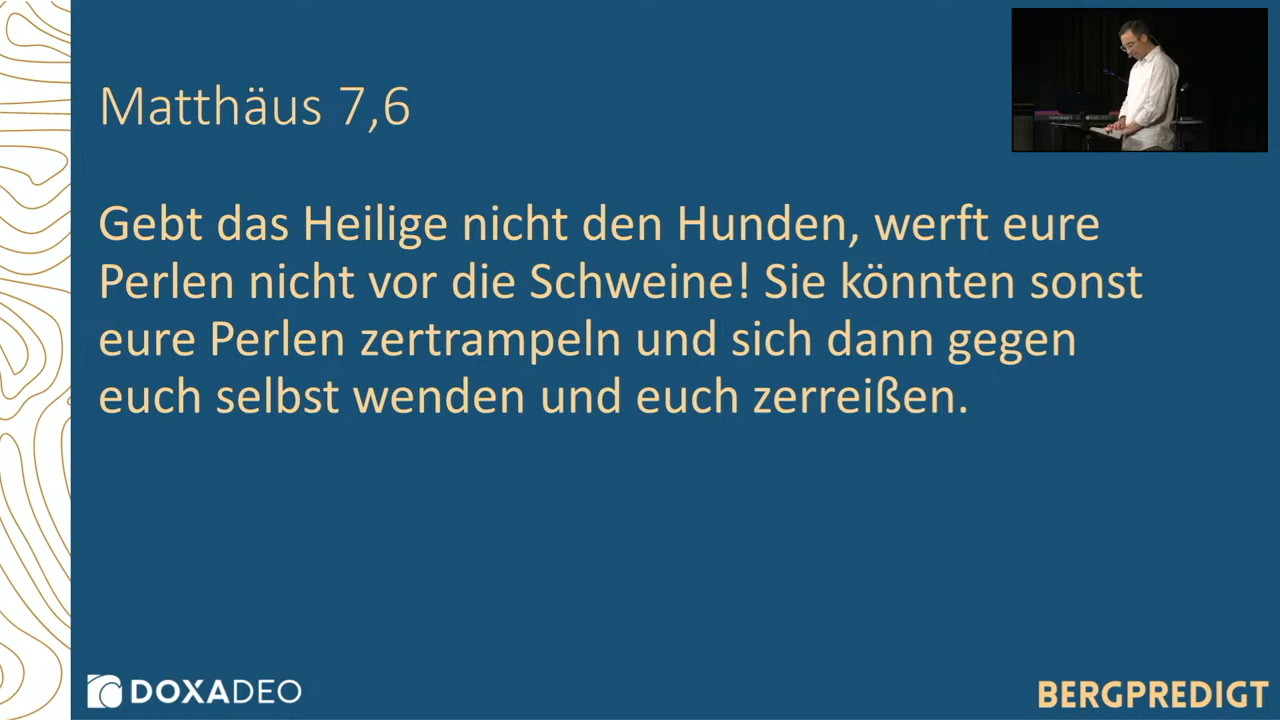 Matthäus 7,6
Gebt das Heilige nicht den Hunden, werft eure
Perlen nicht vor die Schweine! Sie könnten sonst
eure Perlen zertrampeln und sich dann gegen
euch selbst wenden und euch zerreißen.
DOXADEO
BERGPREDIGT